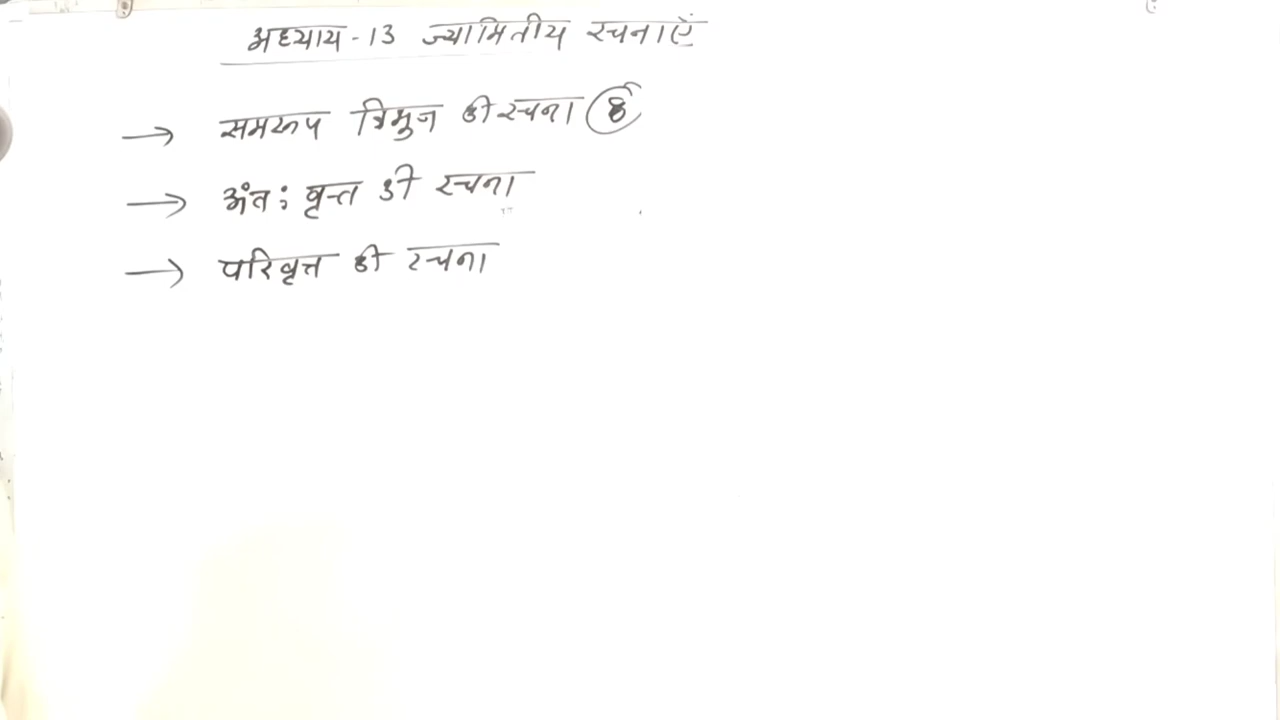 अध्याय-13 ज्यामितीय रचनाएँ
→ समरूप त्रिभुज की रचना 8
→ अंत: वृत्त की रचना
→ परिवृत्त की रचना